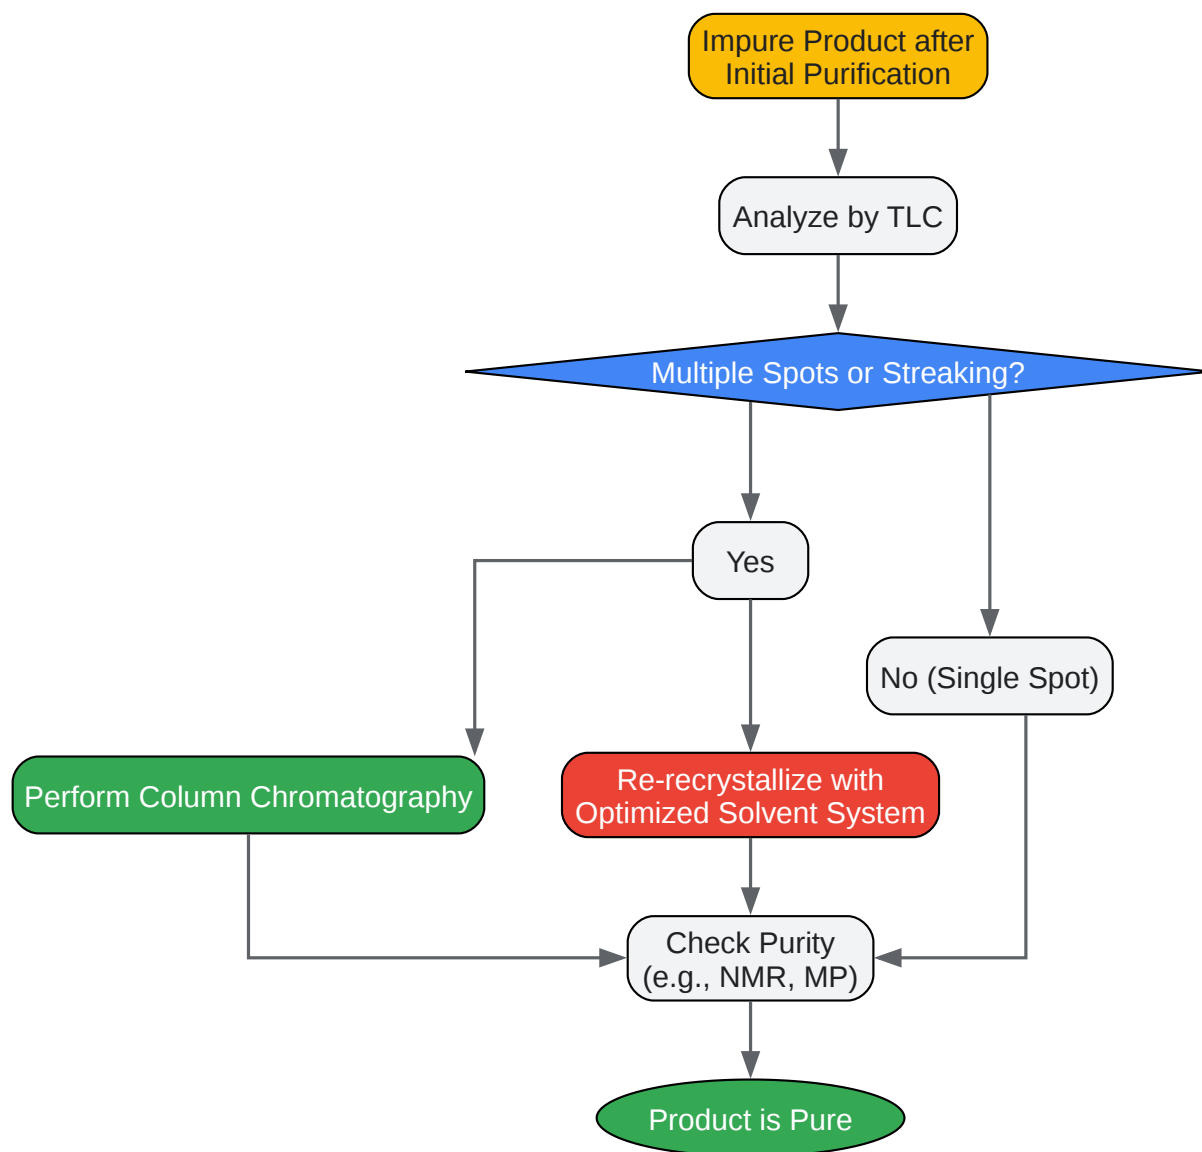 Impure Product after
Initial Purification
Analyze by TLC
Multiple Spots or Streaking?
Yes
No (Single Spot)
Perform Column Chromatography
Re-recrystallize with
Optimized Solvent System
Check Purity
(e.g., NMR, MP)
Product is Pure